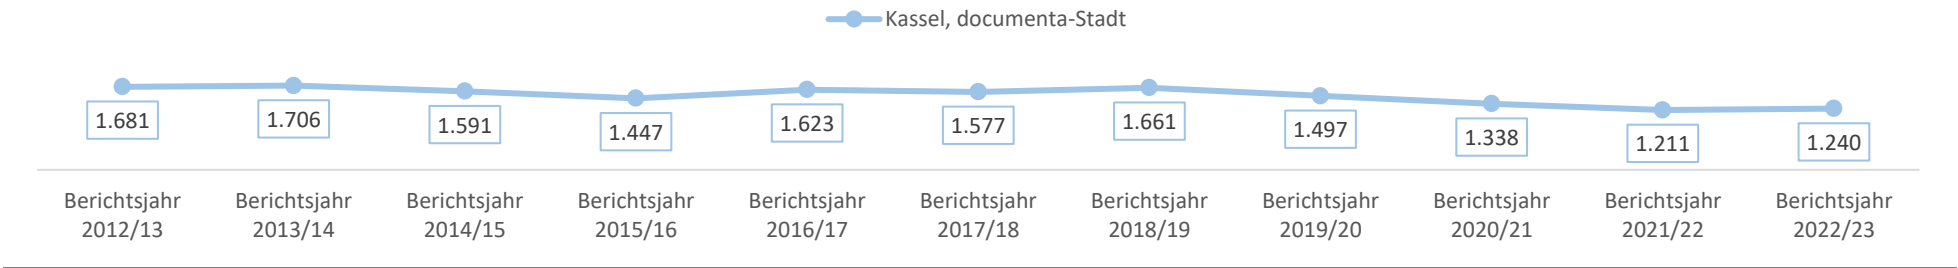 Kassel, documenta-Stadt
1.681
1.706
1.591
1.447
1.623
1.577
1.661
1.497
1.338
1.211
1.240
Berichtsjahr
2012/13
Berichtsjahr
2013/14
Berichtsjahr
2014/15
Berichtsjahr
2015/16
Berichtsjahr
2016/17
Berichtsjahr
2017/18
Berichtsjahr
2018/19
Berichtsjahr
2019/20
Berichtsjahr
2020/21
Berichtsjahr
2021/22
Berichtsjahr
2022/23